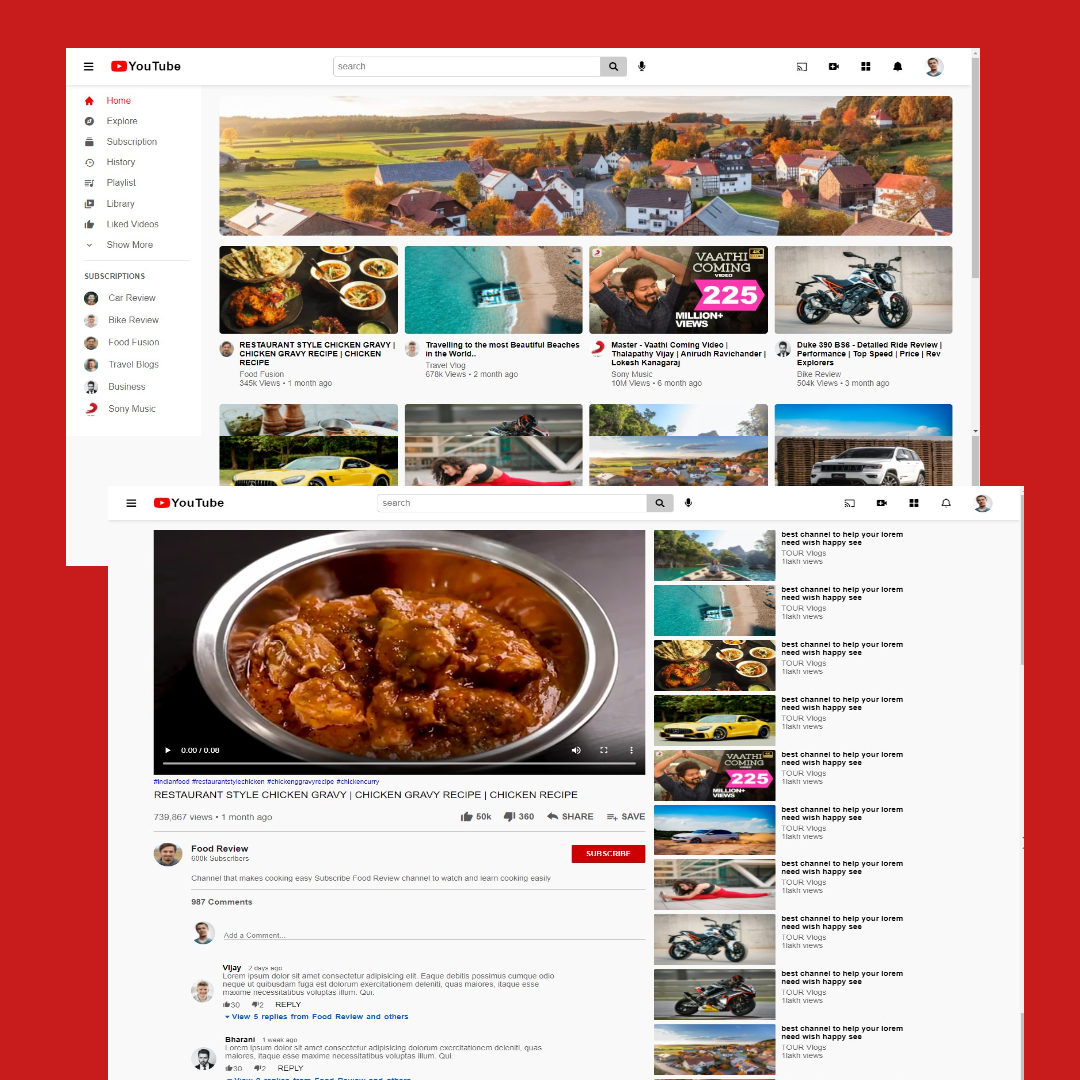 YouTube
search
Home
Explore
Subscription
History
Playlist
Library
Liked Videos
Show More
SUBSCRIPTIONS
Car Review
Bike Review
Food Fusion
Travel Blogs
Business
Sony Music
VAATHI
COMING
VIDEO
4K
225
MILLION+
VIEWS
RESTAURANT STYLE CHICKEN GRAVY |
CHICKEN GRAVY RECIPE | CHICKEN
RECIPE
Food Fusion
345k Views • 1 month ago
Travelling to the most Beautiful Beaches
in the World..
Travel Vlog
678k Views • 2 month ago
Master - Vaathi Coming Video |
Thalapathy Vijay | Anirudh Ravichander |
Lokesh Kanagaraj
Sony Music
10M Views • 6 month ago
Duke 390 BS6 - Detailed Ride Review |
Performance | Top Speed | Price | Rev
Explorers
Bike Review
504k Views • 3 month ago
YouTube
search
0:00 / 0:08
#indianfood #restaurantstylechicken #chickenggravyrecipe #chickencurry
RESTAURANT STYLE CHICKEN GRAVY | CHICKEN GRAVY RECIPE | CHICKEN RECIPE
739,867 views • 1 month ago
50k 360 SHARE SAVE
Food Review
600k Subscribers
SUBSCRIBE
Channel that makes cooking easy Subscribe Food Review channel to watch and learn cooking easily
987 Comments
Add a Comment...
Vijay 2 days ago
Lorem ipsum dolor sit amet consectetur adipisicing elit. Eaque debitis possimus cumque odio
neque ut quibusdam fuga est dolorum exercitationem deleniti, quas maiores, itaque esse
maxime necessitatibus voluptas illum. Qui.
30 2 REPLY
View 5 replies from Food Review and others
Bharani 1 week ago
Lorem ipsum dolor sit amet consectetur adipisicing dolorum exercitationem deleniti, quas
maiores, itaque esse maxime necessitatibus voluptas illum. Qui.
30 2 REPLY
best channel to help your lorem
need wish happy see
TOUR Vlogs
1lakh views
best channel to help your lorem
need wish happy see
TOUR Vlogs
1lakh views
best channel to help your lorem
need wish happy see
TOUR Vlogs
1lakh views
best channel to help your lorem
need wish happy see
TOUR Vlogs
1lakh views
VAATHI
COMING
VIDEO
225
MILLION+
VIEWS
best channel to help your lorem
need wish happy see
TOUR Vlogs
1lakh views
best channel to help your lorem
need wish happy see
TOUR Vlogs
1lakh views
best channel to help your lorem
need wish happy see
TOUR Vlogs
1lakh views
best channel to help your lorem
need wish happy see
TOUR Vlogs
1lakh views
best channel to help your lorem
need wish happy see
TOUR Vlogs
1lakh views
best channel to help your lorem
need wish happy see
TOUR Vlogs
1lakh views